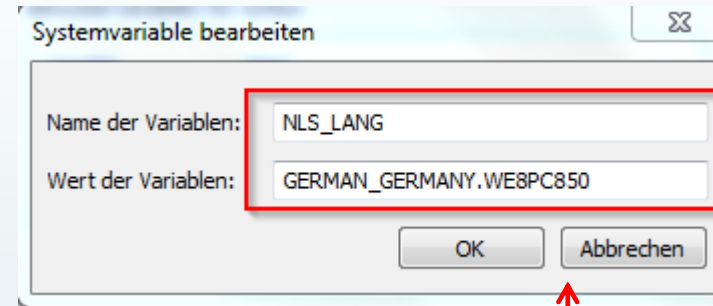 Systemvariable bearbeiten
Name der Variablen: NLS_LANG
Wert der Variablen: GERMAN_GERMANY.WE8PC850
OK Abbrechen